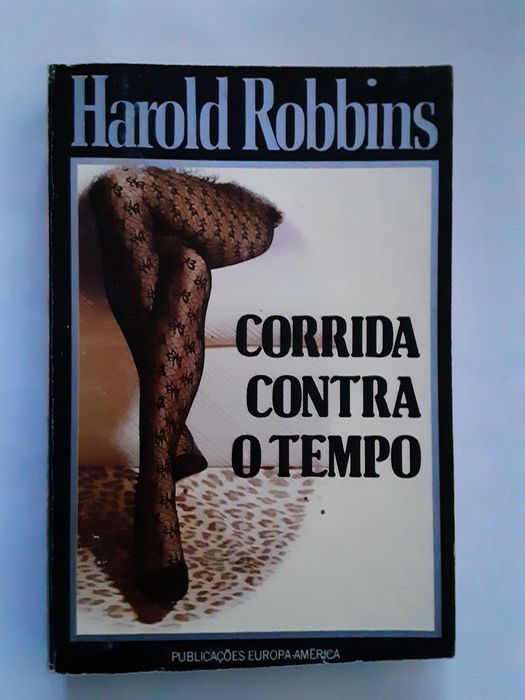 Harold Robbins
CORRIDA
CONTRA
O TEMPO
PUBLICAÇÕES EUROPA-AMÉRICA